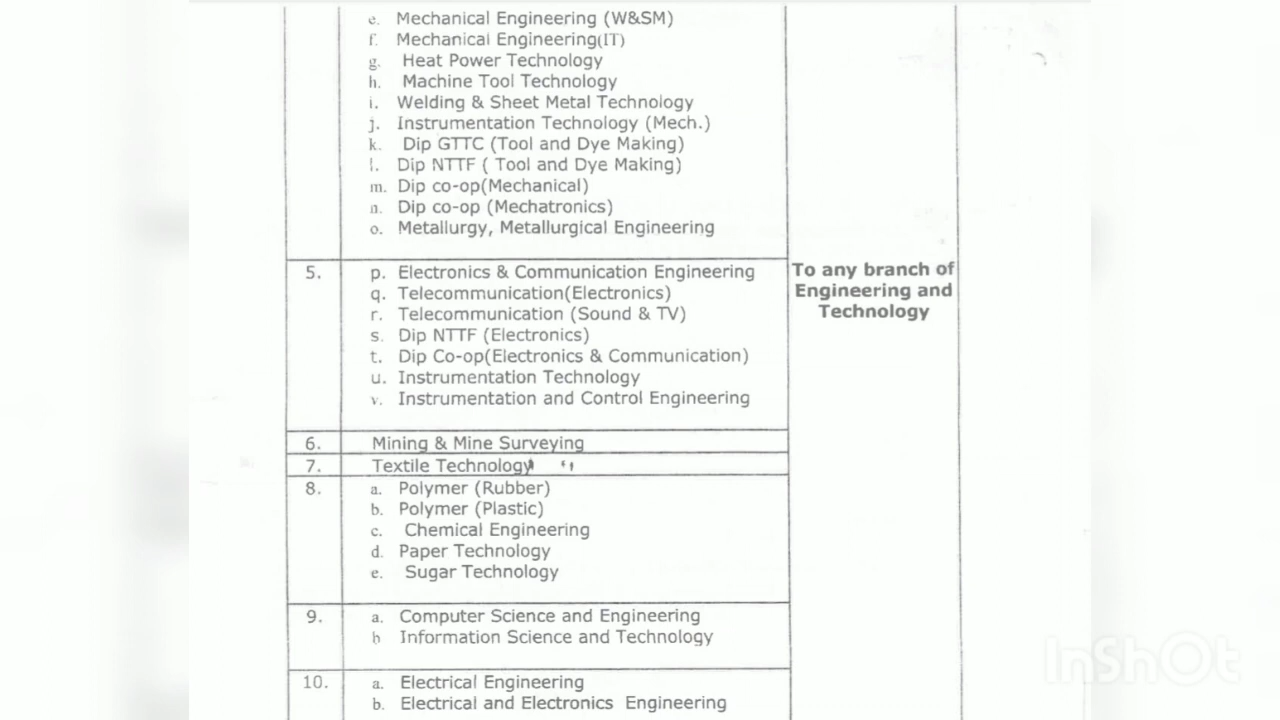 e. Mechanical Engineering (W&SM)
f. Mechanical Engineering(IT)
g. Heat Power Technology
h. Machine Tool Technology
i. Welding & Sheet Metal Technology
j. Instrumentation Technology (Mech.)
k. Dip GTTC (Tool and Dye Making)
l. Dip NTTF ( Tool and Dye Making)
m. Dip co-op(Mechanical)
n. Dip co-op (Mechatronics)
o. Metallurgy, Metallurgical Engineering
5. p. Electronics & Communication Engineering
q. Telecommunication(Electronics)
r. Telecommunication (Sound & TV)
s. Dip NTTF (Electronics)
t. Dip Co-op(Electronics & Communication)
u. Instrumentation Technology
v. Instrumentation and Control Engineering
To any branch of
Engineering and
Technology
6. Mining & Mine Surveying
7. Textile Technology
8. a. Polymer (Rubber)
b. Polymer (Plastic)
c. Chemical Engineering
d. Paper Technology
e. Sugar Technology
9. a. Computer Science and Engineering
b Information Science and Technology
10. a. Electrical Engineering
b. Electrical and Electronics Engineering
InShOt